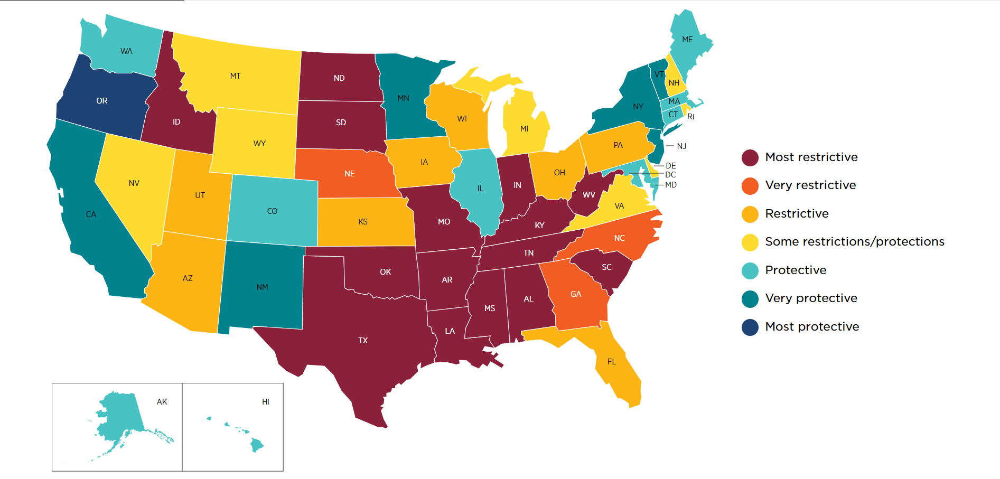 ME
WA
MT
VT
ND
NH
MN
OR
MA
NY
CT
RI
WI
ID
SD
MI
WY
PA
NJ
Most restrictive
IA
DE
OH
NE
DC
NV
IL
IN
MD
Very restrictive
UT
WV
VA
CO
CA
Restrictive
KS
MO
KY
NC
Some restrictions/protections
TN
SC
OK
Protective
AZ
AR
NM
GA
AL
Very protective
MS
LA
Most protective
TX
FL
AK
HI